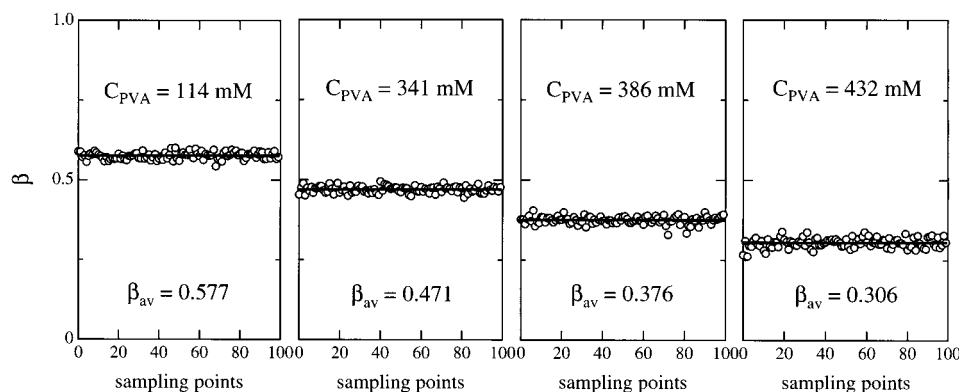 1.0
C_PVA = 114 mM
C_PVA = 341 mM
C_PVA = 386 mM
C_PVA = 432 mM
β
0.5
β_av = 0.577
β_av = 0.471
β_av = 0.376
β_av = 0.306
0
0 20 40 60 80 100
0 20 40 60 80 100
0 20 40 60 80 100
0 20 40 60 80 100
sampling points
sampling points
sampling points
sampling points